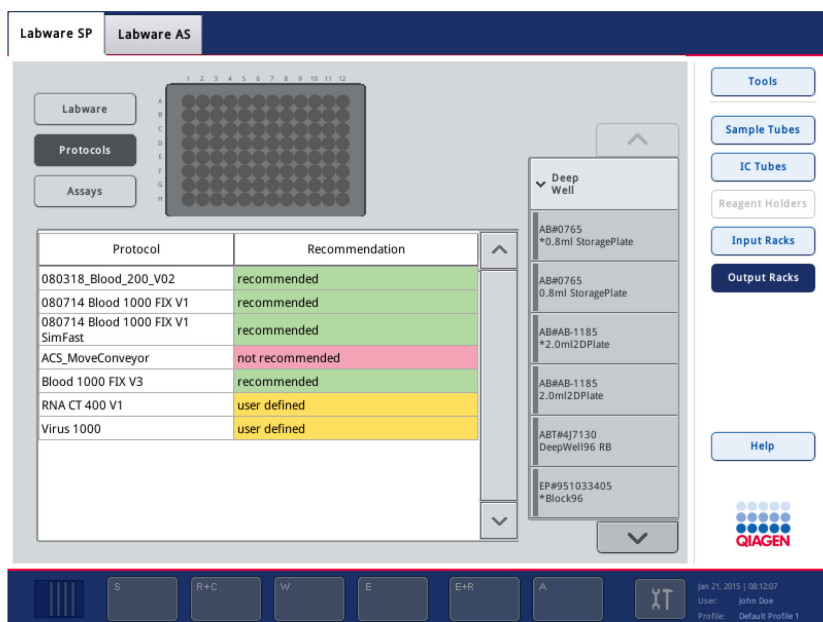 Labware SP
Labware AS
1 2 3 4 5 6 7 8 9 10 11 12
A
B
C
D
E
F
G
H
Labware
Protocols
Assays
Protocol
Recommendation
080318_Blood_200_V02
recommended
080714 Blood 1000 FIX V1
recommended
080714 Blood 1000 FIX V1
SimFast
recommended
ACS_MoveConveyor
not recommended
Blood 1000 FIX V3
recommended
RNA CT 400 V1
user defined
Virus 1000
user defined
Deep
Well
AB#0765
*0.8ml StoragePlate
AB#0765
0.8ml StoragePlate
AB#AB-1185
*2.0ml2DPlate
AB#AB-1185
2.0ml2DPlate
ABT#4J7130
DeepWell96 RB
EP#951033405
*Block96
Tools
Sample Tubes
IC Tubes
Reagent Holders
Input Racks
Output Racks
Help
QIAGEN
S
R+C
W
E
E+R
A
Jan 21, 2015 | 08:12:07
User: John Doe
Profile: Default Profile 1